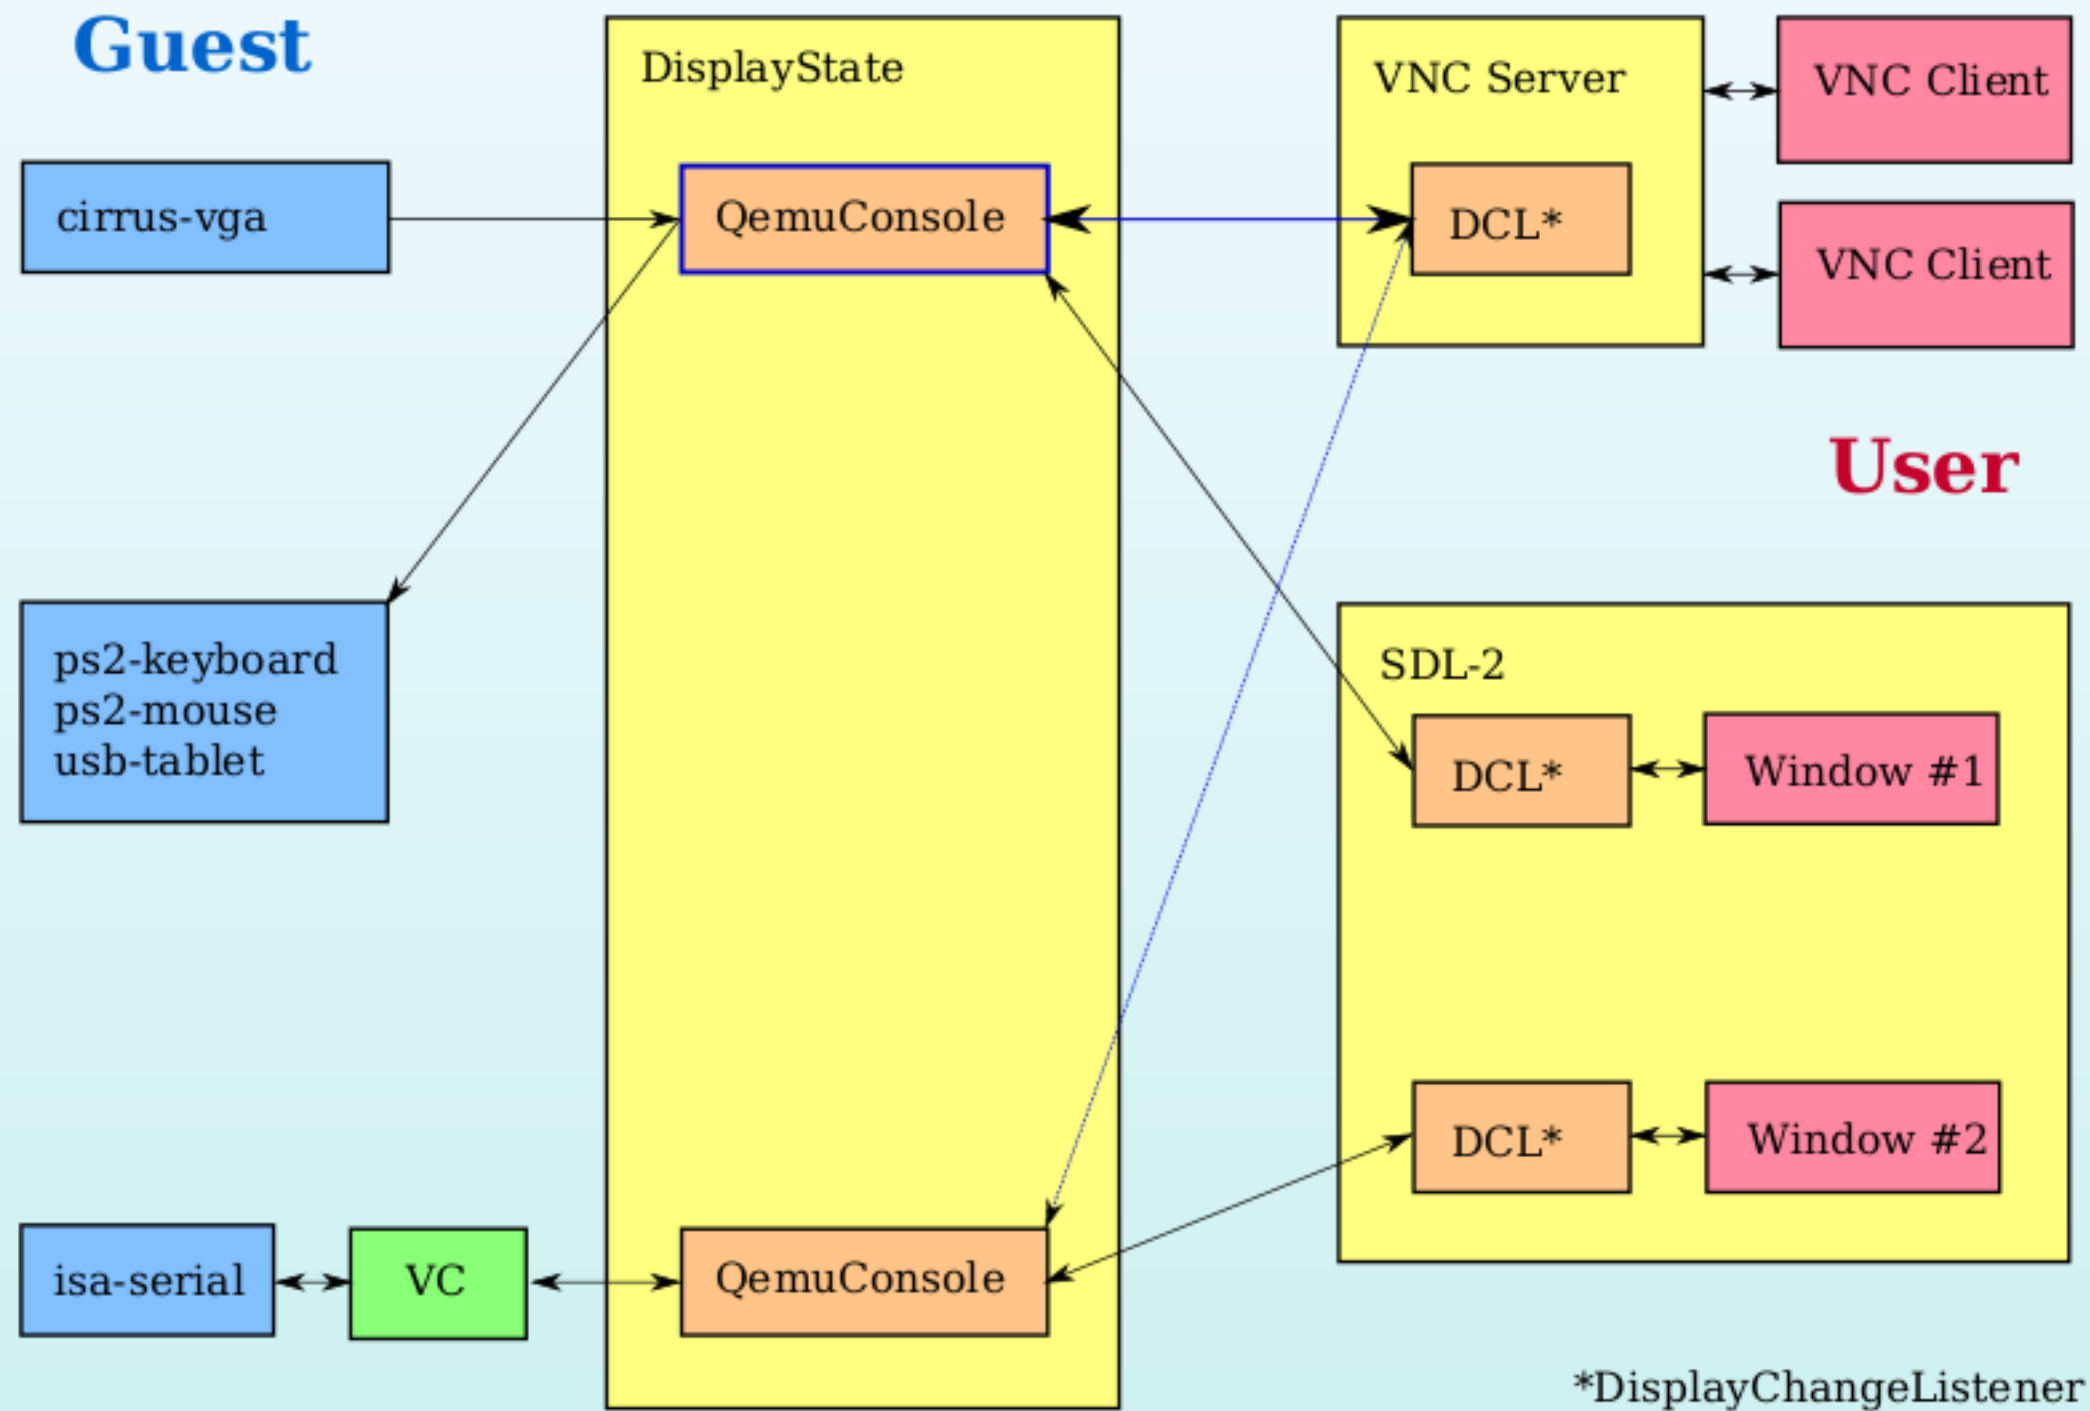 Guest
DisplayState
VNC Server
VNC Client
cirrus-vga
QemuConsole
DCL*
VNC Client
User
ps2-keyboard
ps2-mouse
usb-tablet
SDL-2
DCL*
Window #1
DCL*
Window #2
isa-serial
VC
QemuConsole
*DisplayChangeListener